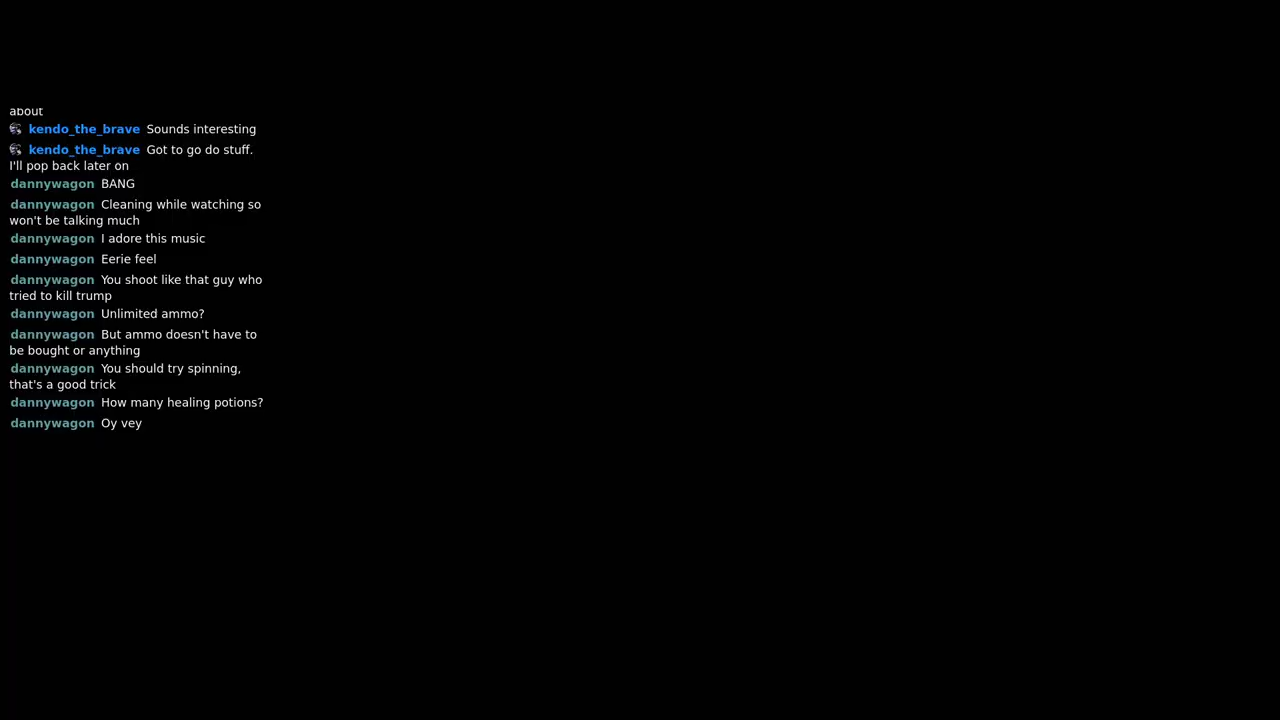 about
kendo_the_brave Sounds interesting
kendo_the_brave Got to go do stuff.
I'll pop back later on
dannywagon BANG
dannywagon Cleaning while watching so
won't be talking much
dannywagon I adore this music
dannywagon Eerie feel
dannywagon You shoot like that guy who
tried to kill trump
dannywagon Unlimited ammo?
dannywagon But ammo doesn't have to
be bought or anything
dannywagon You should try spinning,
that's a good trick
dannywagon How many healing potions?
dannywagon Oy vey